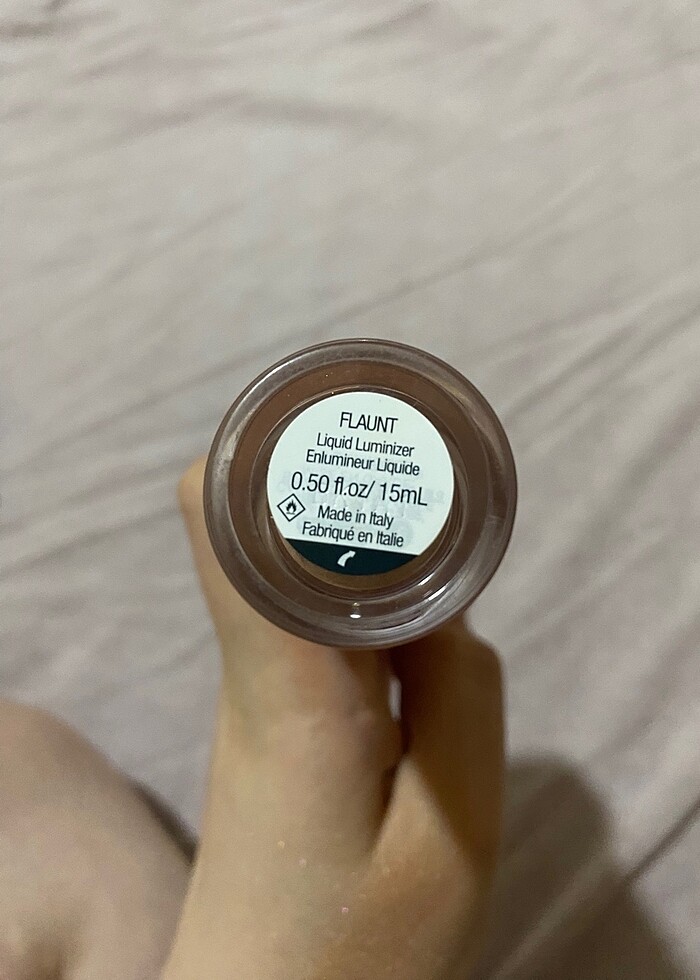 FLAUNT
Liquid Luminizer
Enlumineur Liquide
0.50 fl.oz/ 15mL
Made in Italy
Fabriqué en Italie